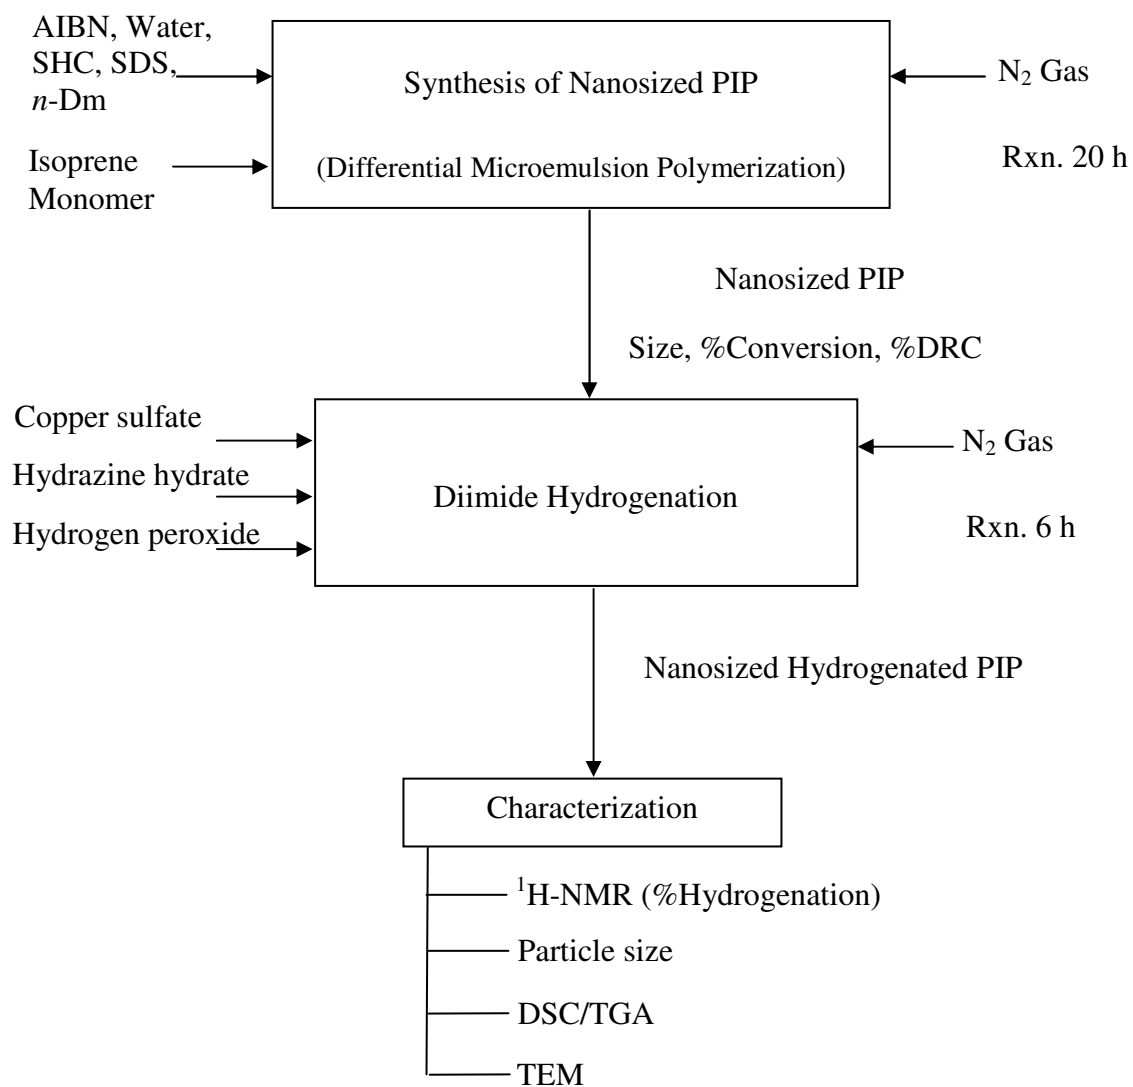 AIBN, Water,
SHC, SDS,
n-Dm
Isoprene
Monomer
Synthesis of Nanosized PIP
(Differential Microemulsion Polymerization)
N₂ Gas
Rxn. 20 h
Nanosized PIP
Size, %Conversion, %DRC
Copper sulfate
Hydrazine hydrate
Hydrogen peroxide
Diimide Hydrogenation
N₂ Gas
Rxn. 6 h
Nanosized Hydrogenated PIP
Characterization
¹H-NMR (%Hydrogenation)
Particle size
DSC/TGA
TEM